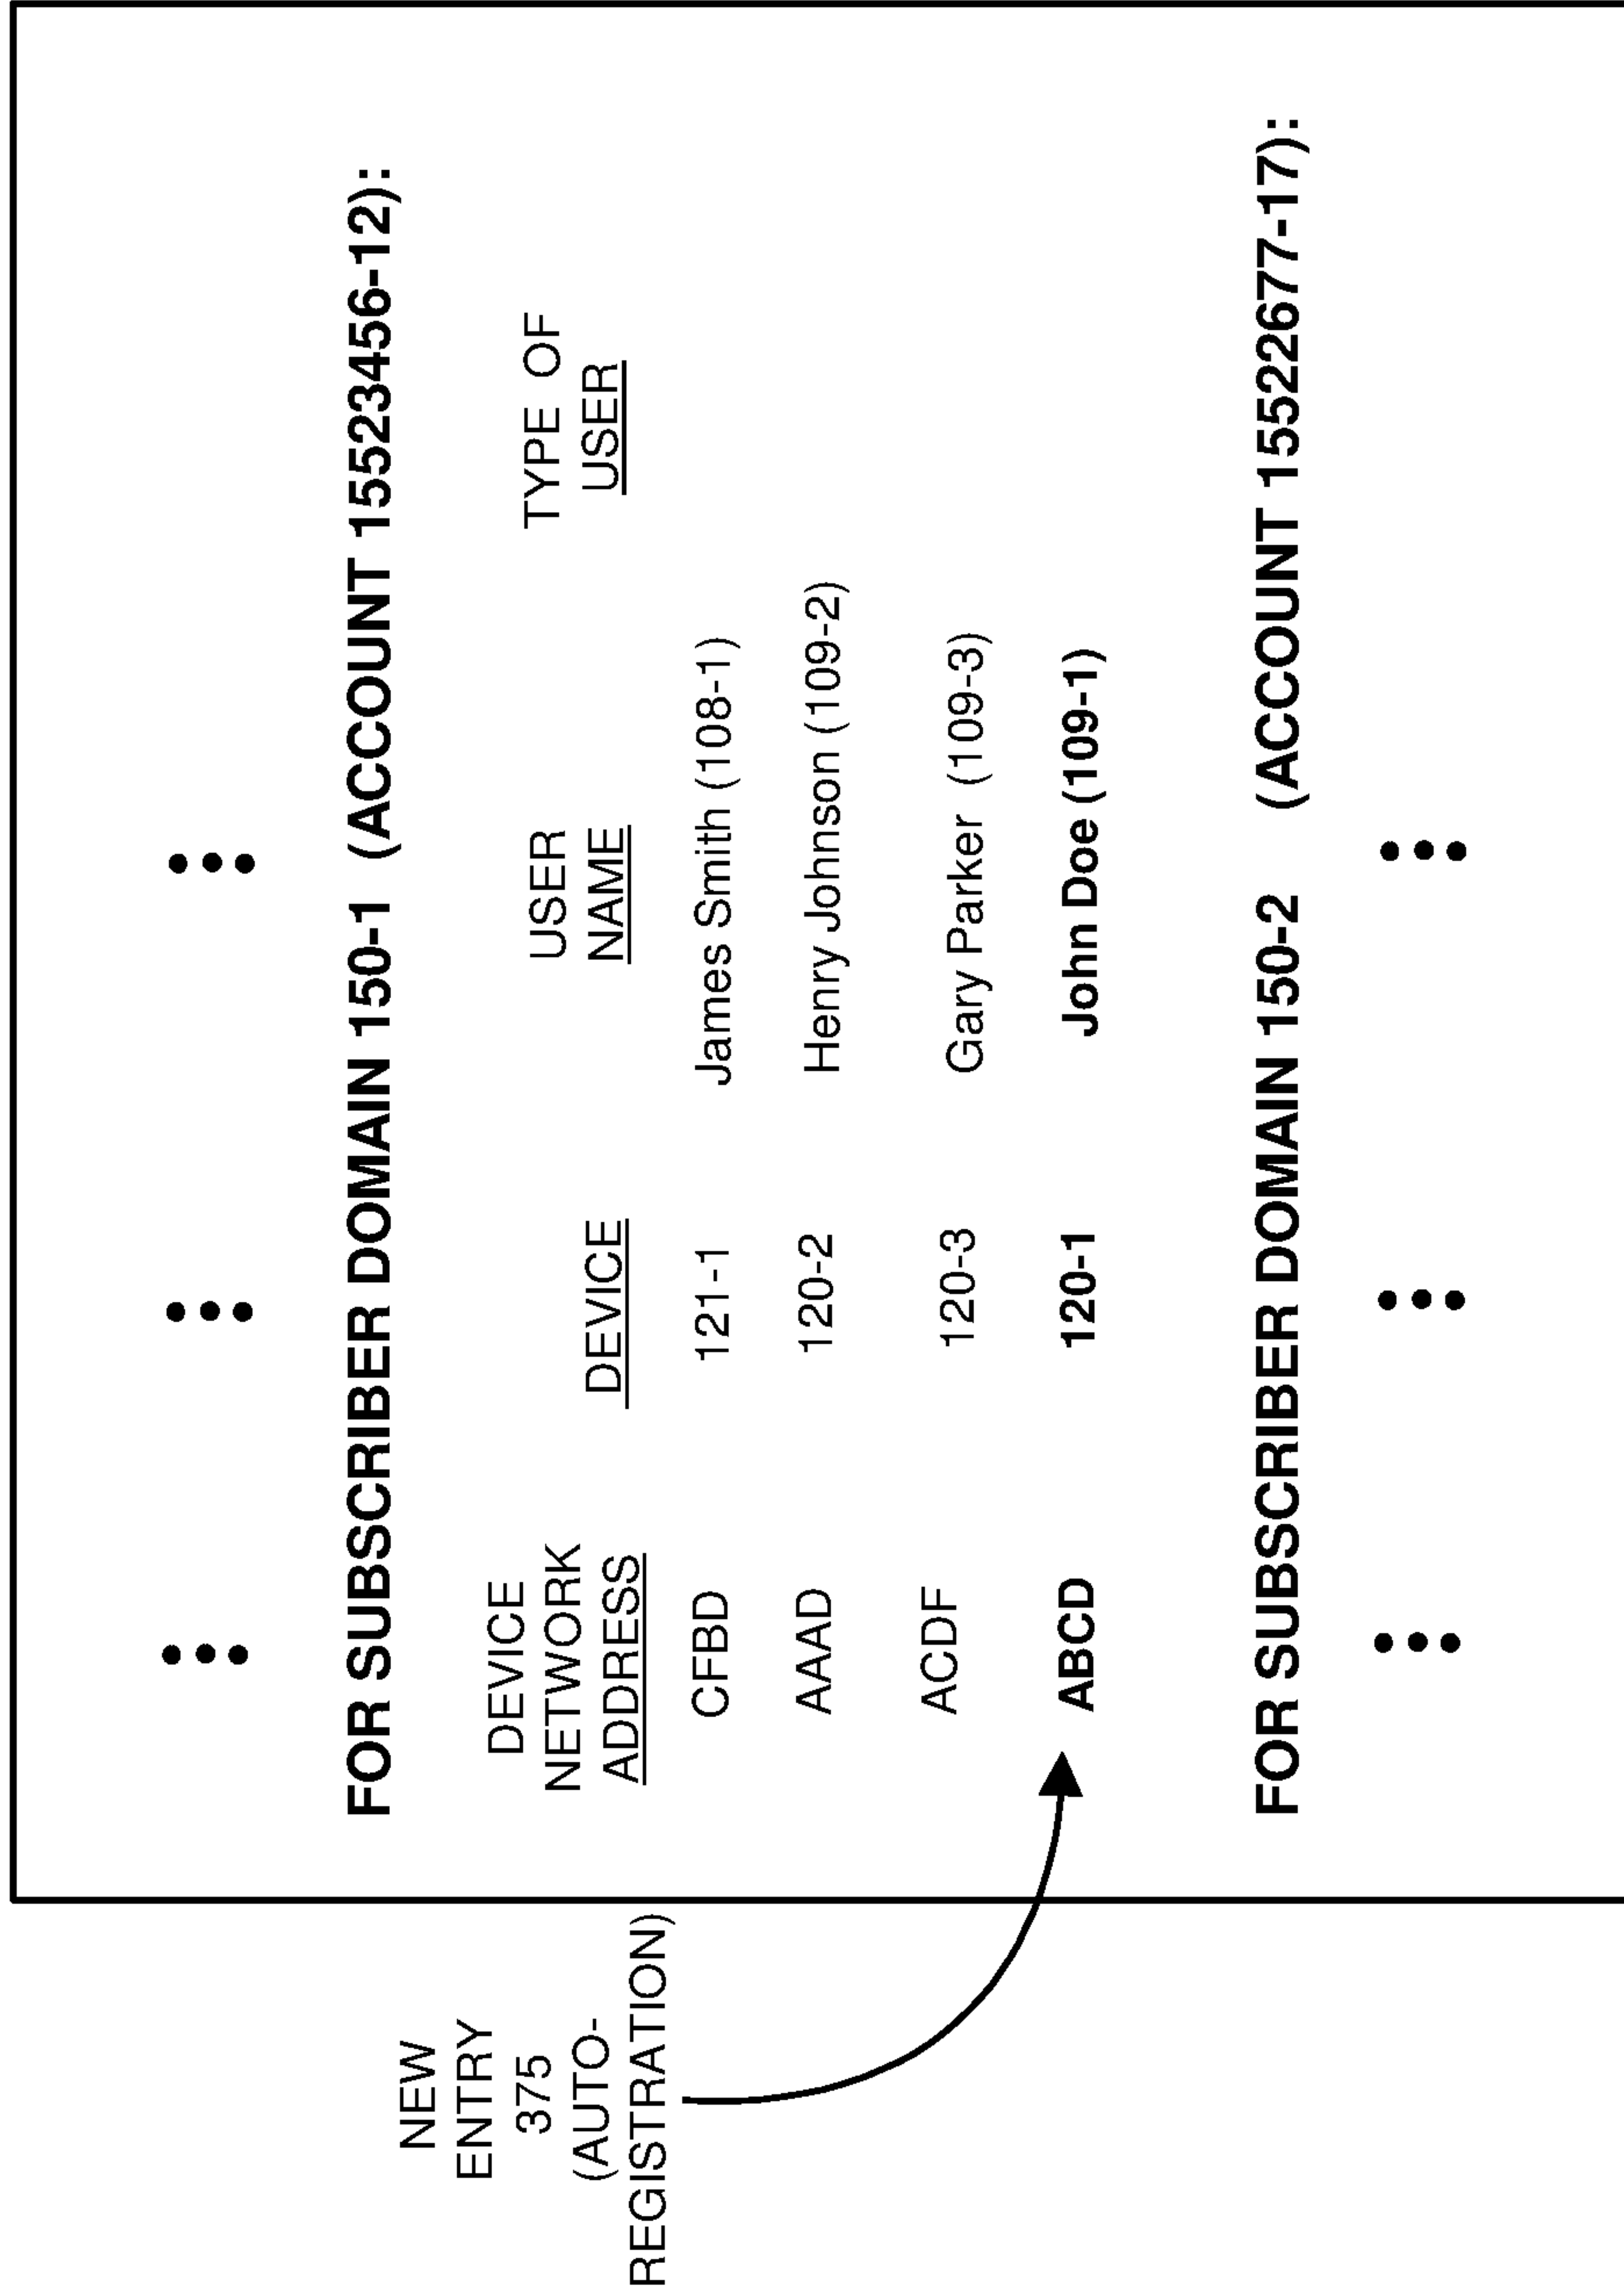 NEW
ENTRY
375
(AUTO-
REGISTRATION)
FOR SUBSCRIBER DOMAIN 150-1 (ACCOUNT 15523456-12):
DEVICE
NETWORK
ADDRESS
DEVICE
USER
NAME
TYPE OF
USER
CFBD 121-1 James Smith (108-1)
AAAD 120-2 Henry Johnson (109-2)
ACDF 120-3 Gary Parker (109-3)
ABCD 120-1 John Doe (109-1)
FOR SUBSCRIBER DOMAIN 150-2 (ACCOUNT 15522677-17):